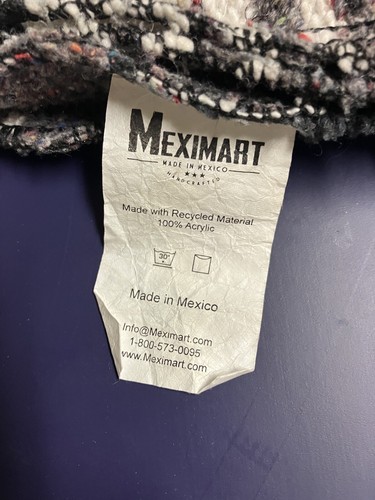 MEXIMART
MADE IN MEXICO
HANDCRAFTED
Made with Recycled Material
100% Acrylic
30°
Made in Mexico
Info@Meximart.com
1-800-573-0095
www.Meximart.com